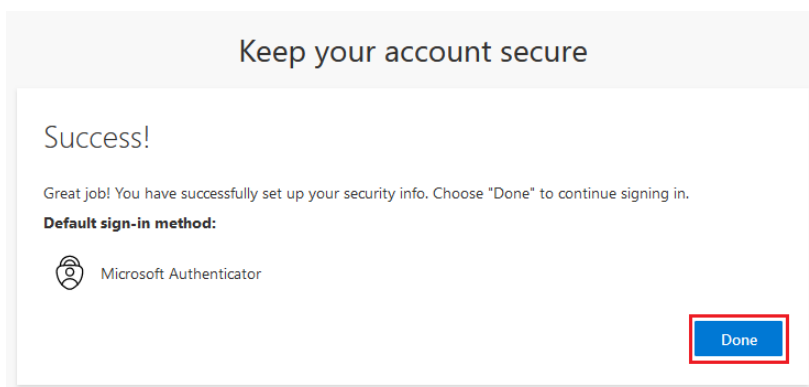 Keep your account secure
Success!
Great job! You have successfully set up your security info. Choose "Done" to continue signing in.
Default sign-in method:
Microsoft Authenticator
Done